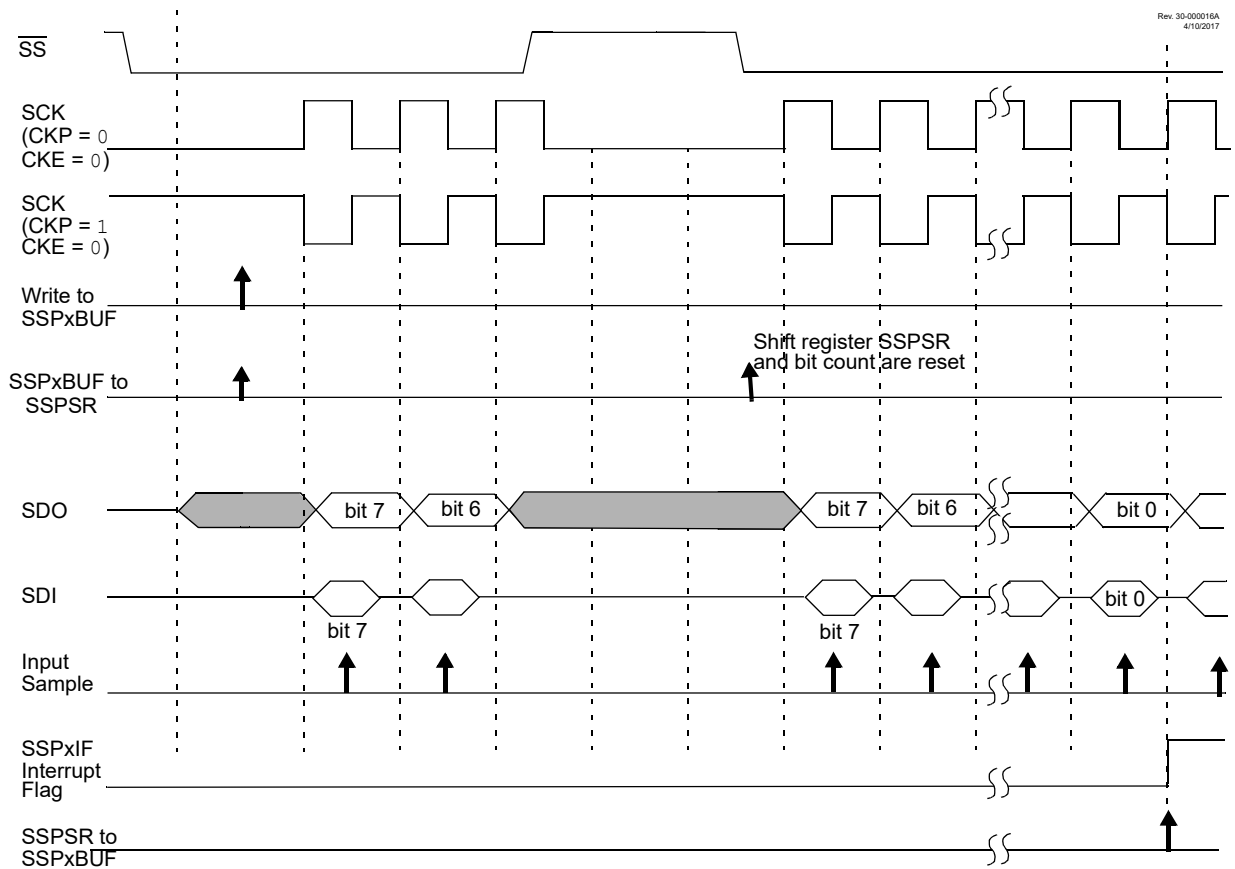 Rev. 30-000016A
4/10/2017
SS
SCK
(CKP = 0
CKE = 0)
SCK
(CKP = 1
CKE = 0)
Write to
SSPxBUF
Shift register SSPSR
and bit count are reset
SSPxBUF to
SSPSR
SDO
bit 7
bit 6
bit 7
bit 6
bit 0
SDI
bit 0
bit 7
bit 7
Input
Sample
SSPxIF
Interrupt
Flag
SSPSR to
SSPxBUF